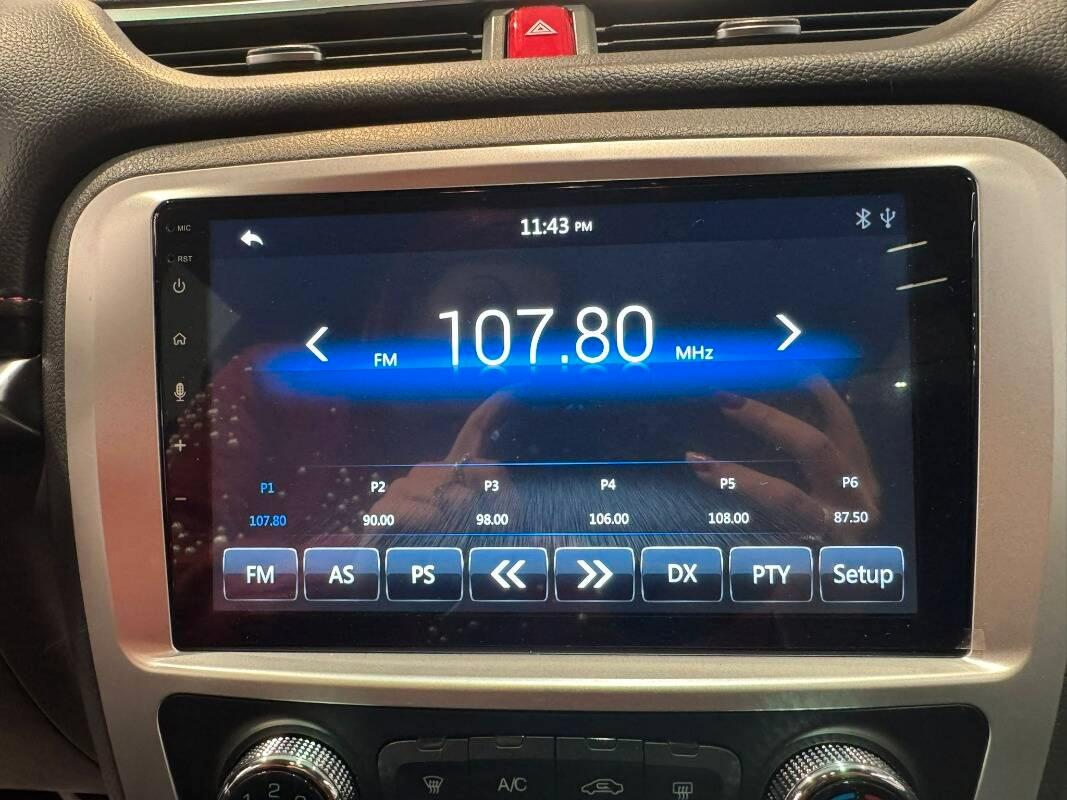 11:43 PM
MIC
RST
FM 107.80 MHz
P1 P2 P3 P4 P5 P6
107.80 90.00 98.00 106.00 108.00 87.50
FM AS PS DX PTY Setup
A/C
2